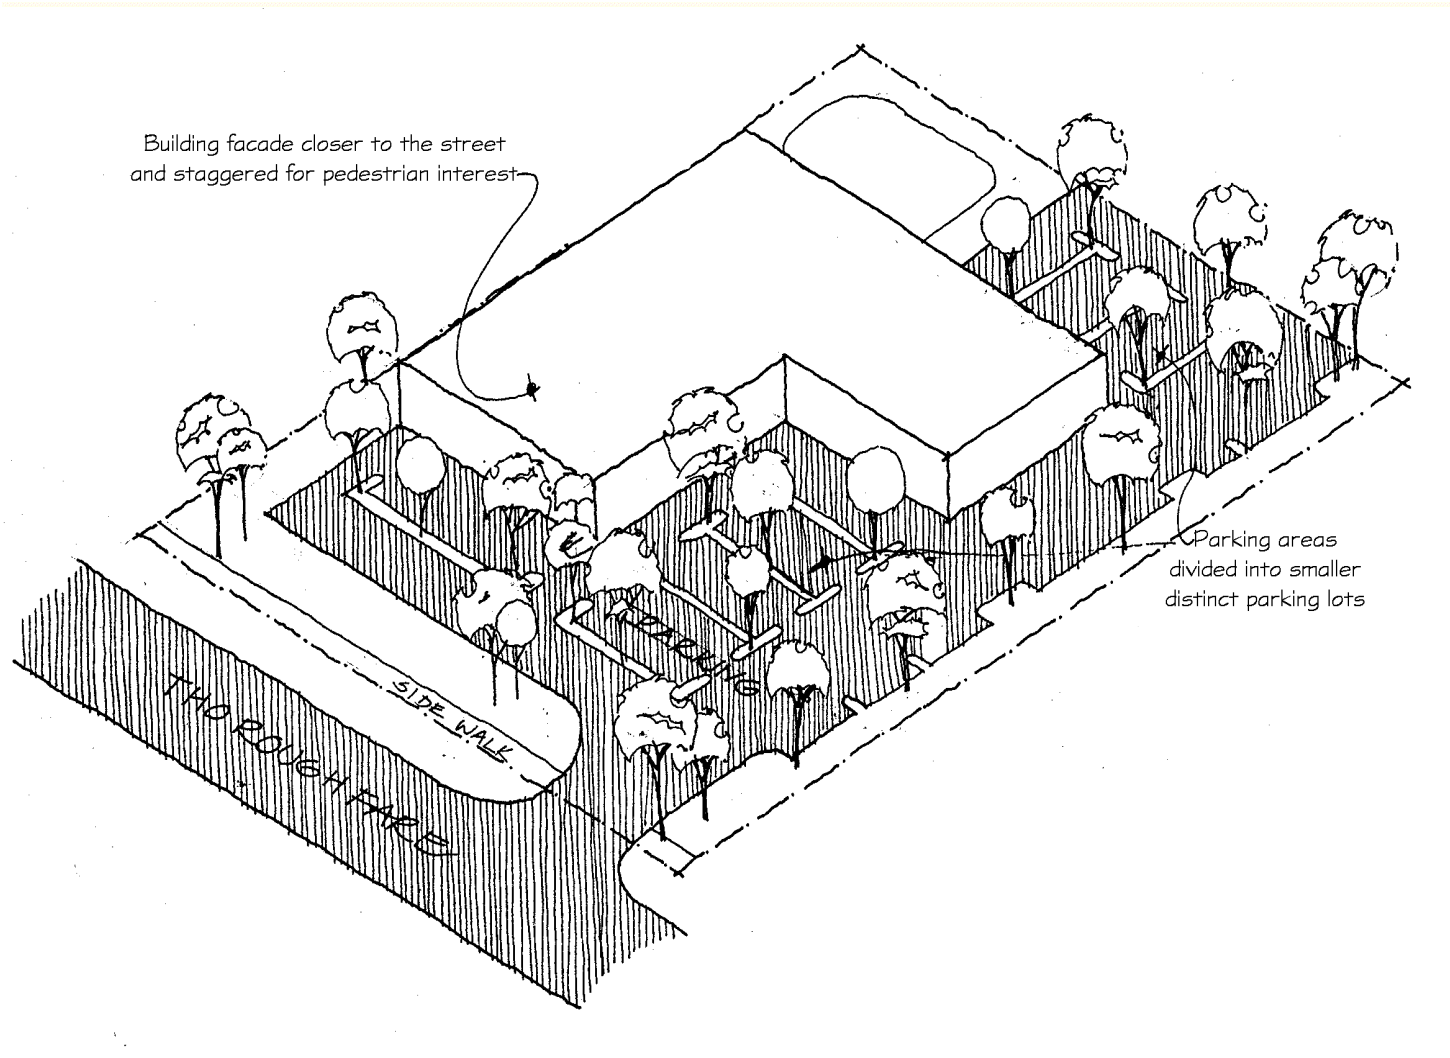 Building facade closer to the street
and staggered for pedestrian interest
Parking areas
divided into smaller
distinct parking lots
PARKING
SIDE WALK
THOROUGHFARE